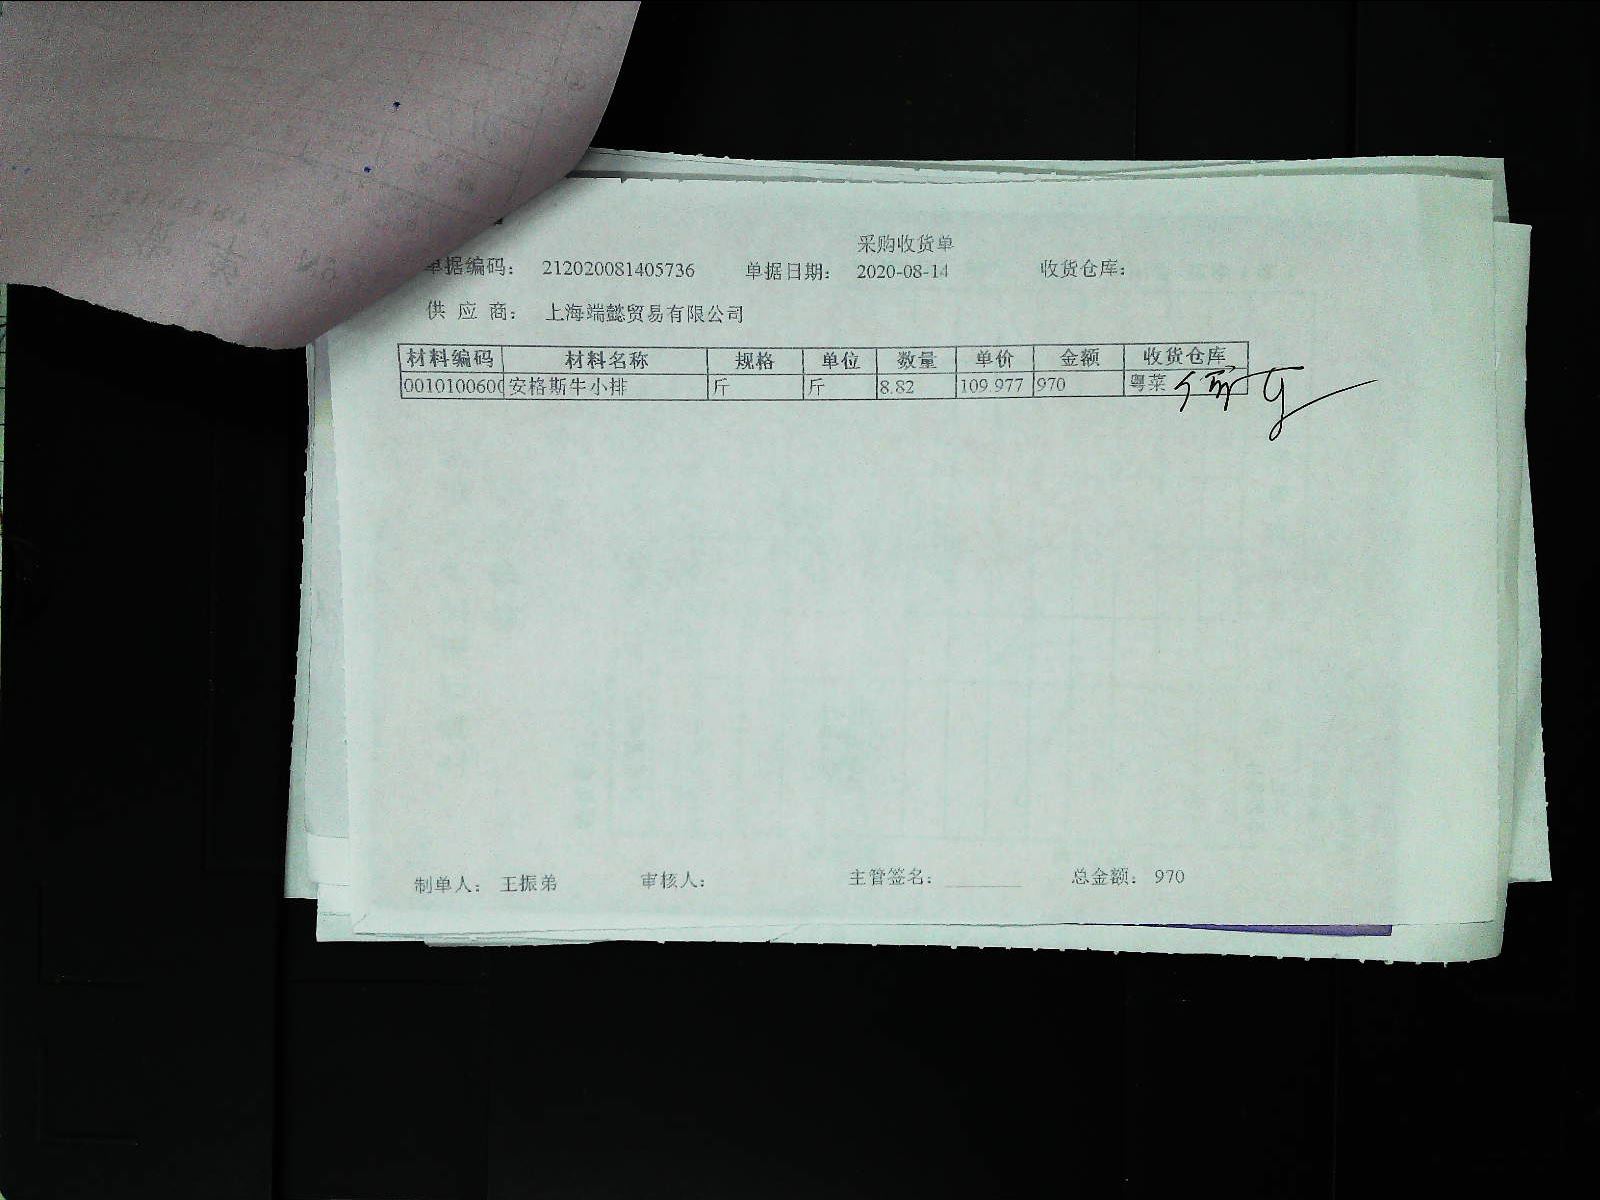 采购收货单
单据编码： 212020081405736 单据日期： 2020-08-14 收货仓库：
供 应 商： 上海端懿贸易有限公司
材料编码 材料名称 规格 单位 数量 单价 金额 收货仓库
0010100600 安格斯牛小排 斤 斤 8.82 109.977 970 粤菜
制单人： 王振弟 审核人： 主管签名： ________ 总金额： 970